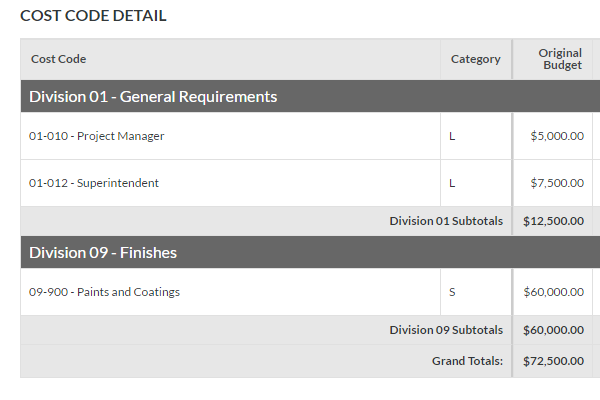 COST CODE DETAIL
Cost Code Category Original
Budget
Division 01 - General Requirements
01-010 - Project Manager L $5,000.00
01-012 - Superintendent L $7,500.00
Division 01 Subtotals $12,500.00
Division 09 - Finishes
09-900 - Paints and Coatings S $60,000.00
Division 09 Subtotals $60,000.00
Grand Totals: $72,500.00